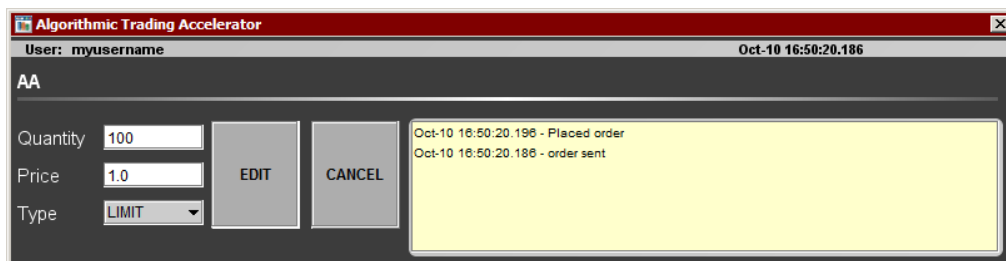 Algorithmic Trading Accelerator
User: myusername Oct-10 16:50:20.186
AA
Quantity 100
Price 1.0
Type LIMIT
EDIT
CANCEL
Oct-10 16:50:20.196 - Placed order
Oct-10 16:50:20.186 - order sent